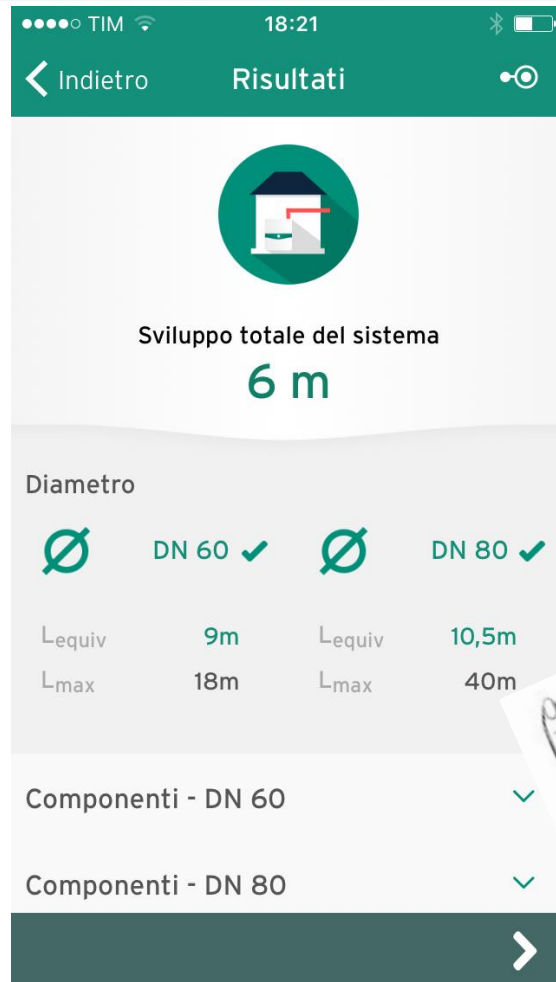 TIM 18:21
Indietro Risultati
Sviluppo totale del sistema
6 m
Diametro
DN 60 DN 80
Lequiv 9m Lequiv 10,5m
Lmax 18m Lmax 40m
Componenti - DN 60
Componenti - DN 80